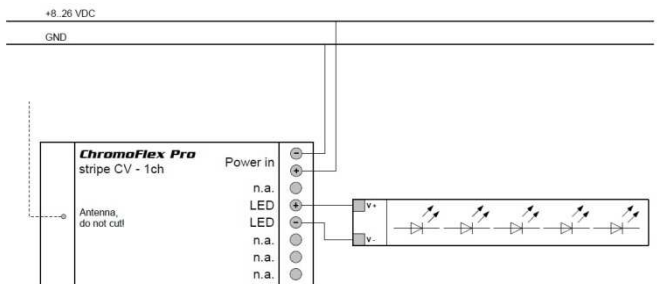 +8..26 VDC
GND
ChromoFlex Pro
stripe CV - 1ch
Power in
n.a.
LED
LED
n.a.
n.a.
n.a.
Antenna,
do not cut!
V+
V-